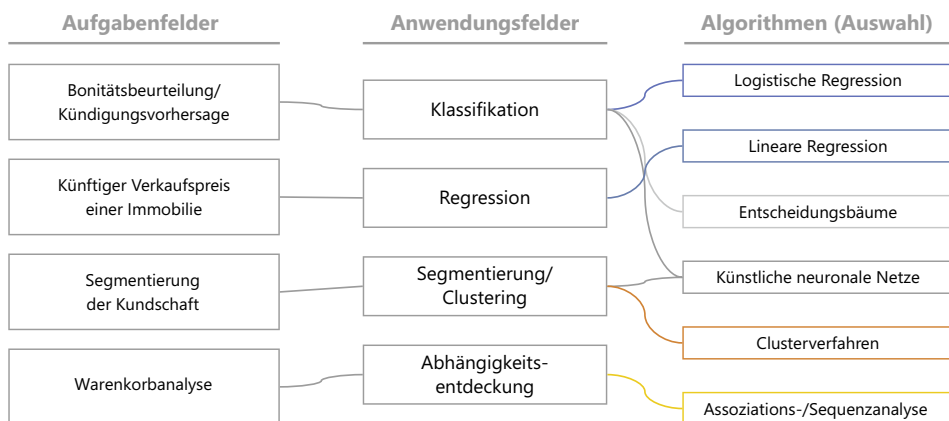 Aufgabenfelder
Bonitätsbeurteilung/
Kündigungsvorhersage
Künftiger Verkaufspreis
einer Immobilie
Segmentierung
der Kundschaft
Warenkorbanalyse
Anwendungsfelder
Klassifikation
Regression
Segmentierung/
Clustering
Abhängigkeits-
entdeckung
Algorithmen (Auswahl)
Logistische Regression
Lineare Regression
Entscheidungsbäume
Künstliche neuronale Netze
Clusterverfahren
Assoziations-/Sequenzanalyse